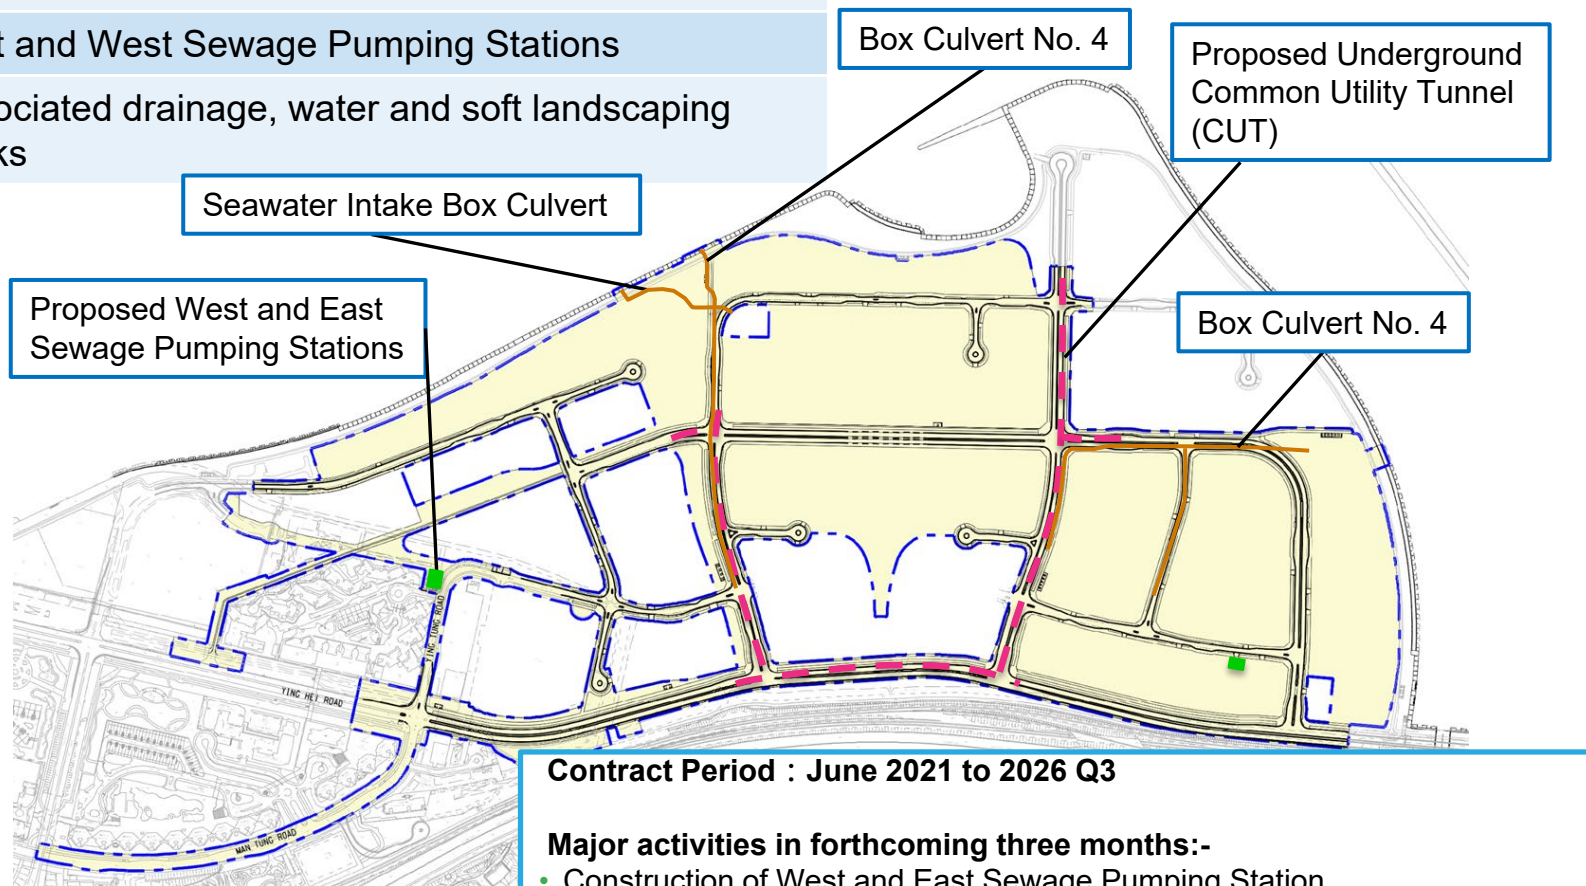 t and West Sewage Pumping Stations
ociated drainage, water and soft landscaping
ks
Box Culvert No. 4
Proposed Underground
Common Utility Tunnel
(CUT)
Seawater Intake Box Culvert
Proposed West and East
Sewage Pumping Stations
Box Culvert No. 4
YING TUNG ROAD
YING HEI ROAD
MAN TUNG ROAD
Contract Period : June 2021 to 2026 Q3
Major activities in forthcoming three months:-
• Construction of West and East Sewage Pumping Station